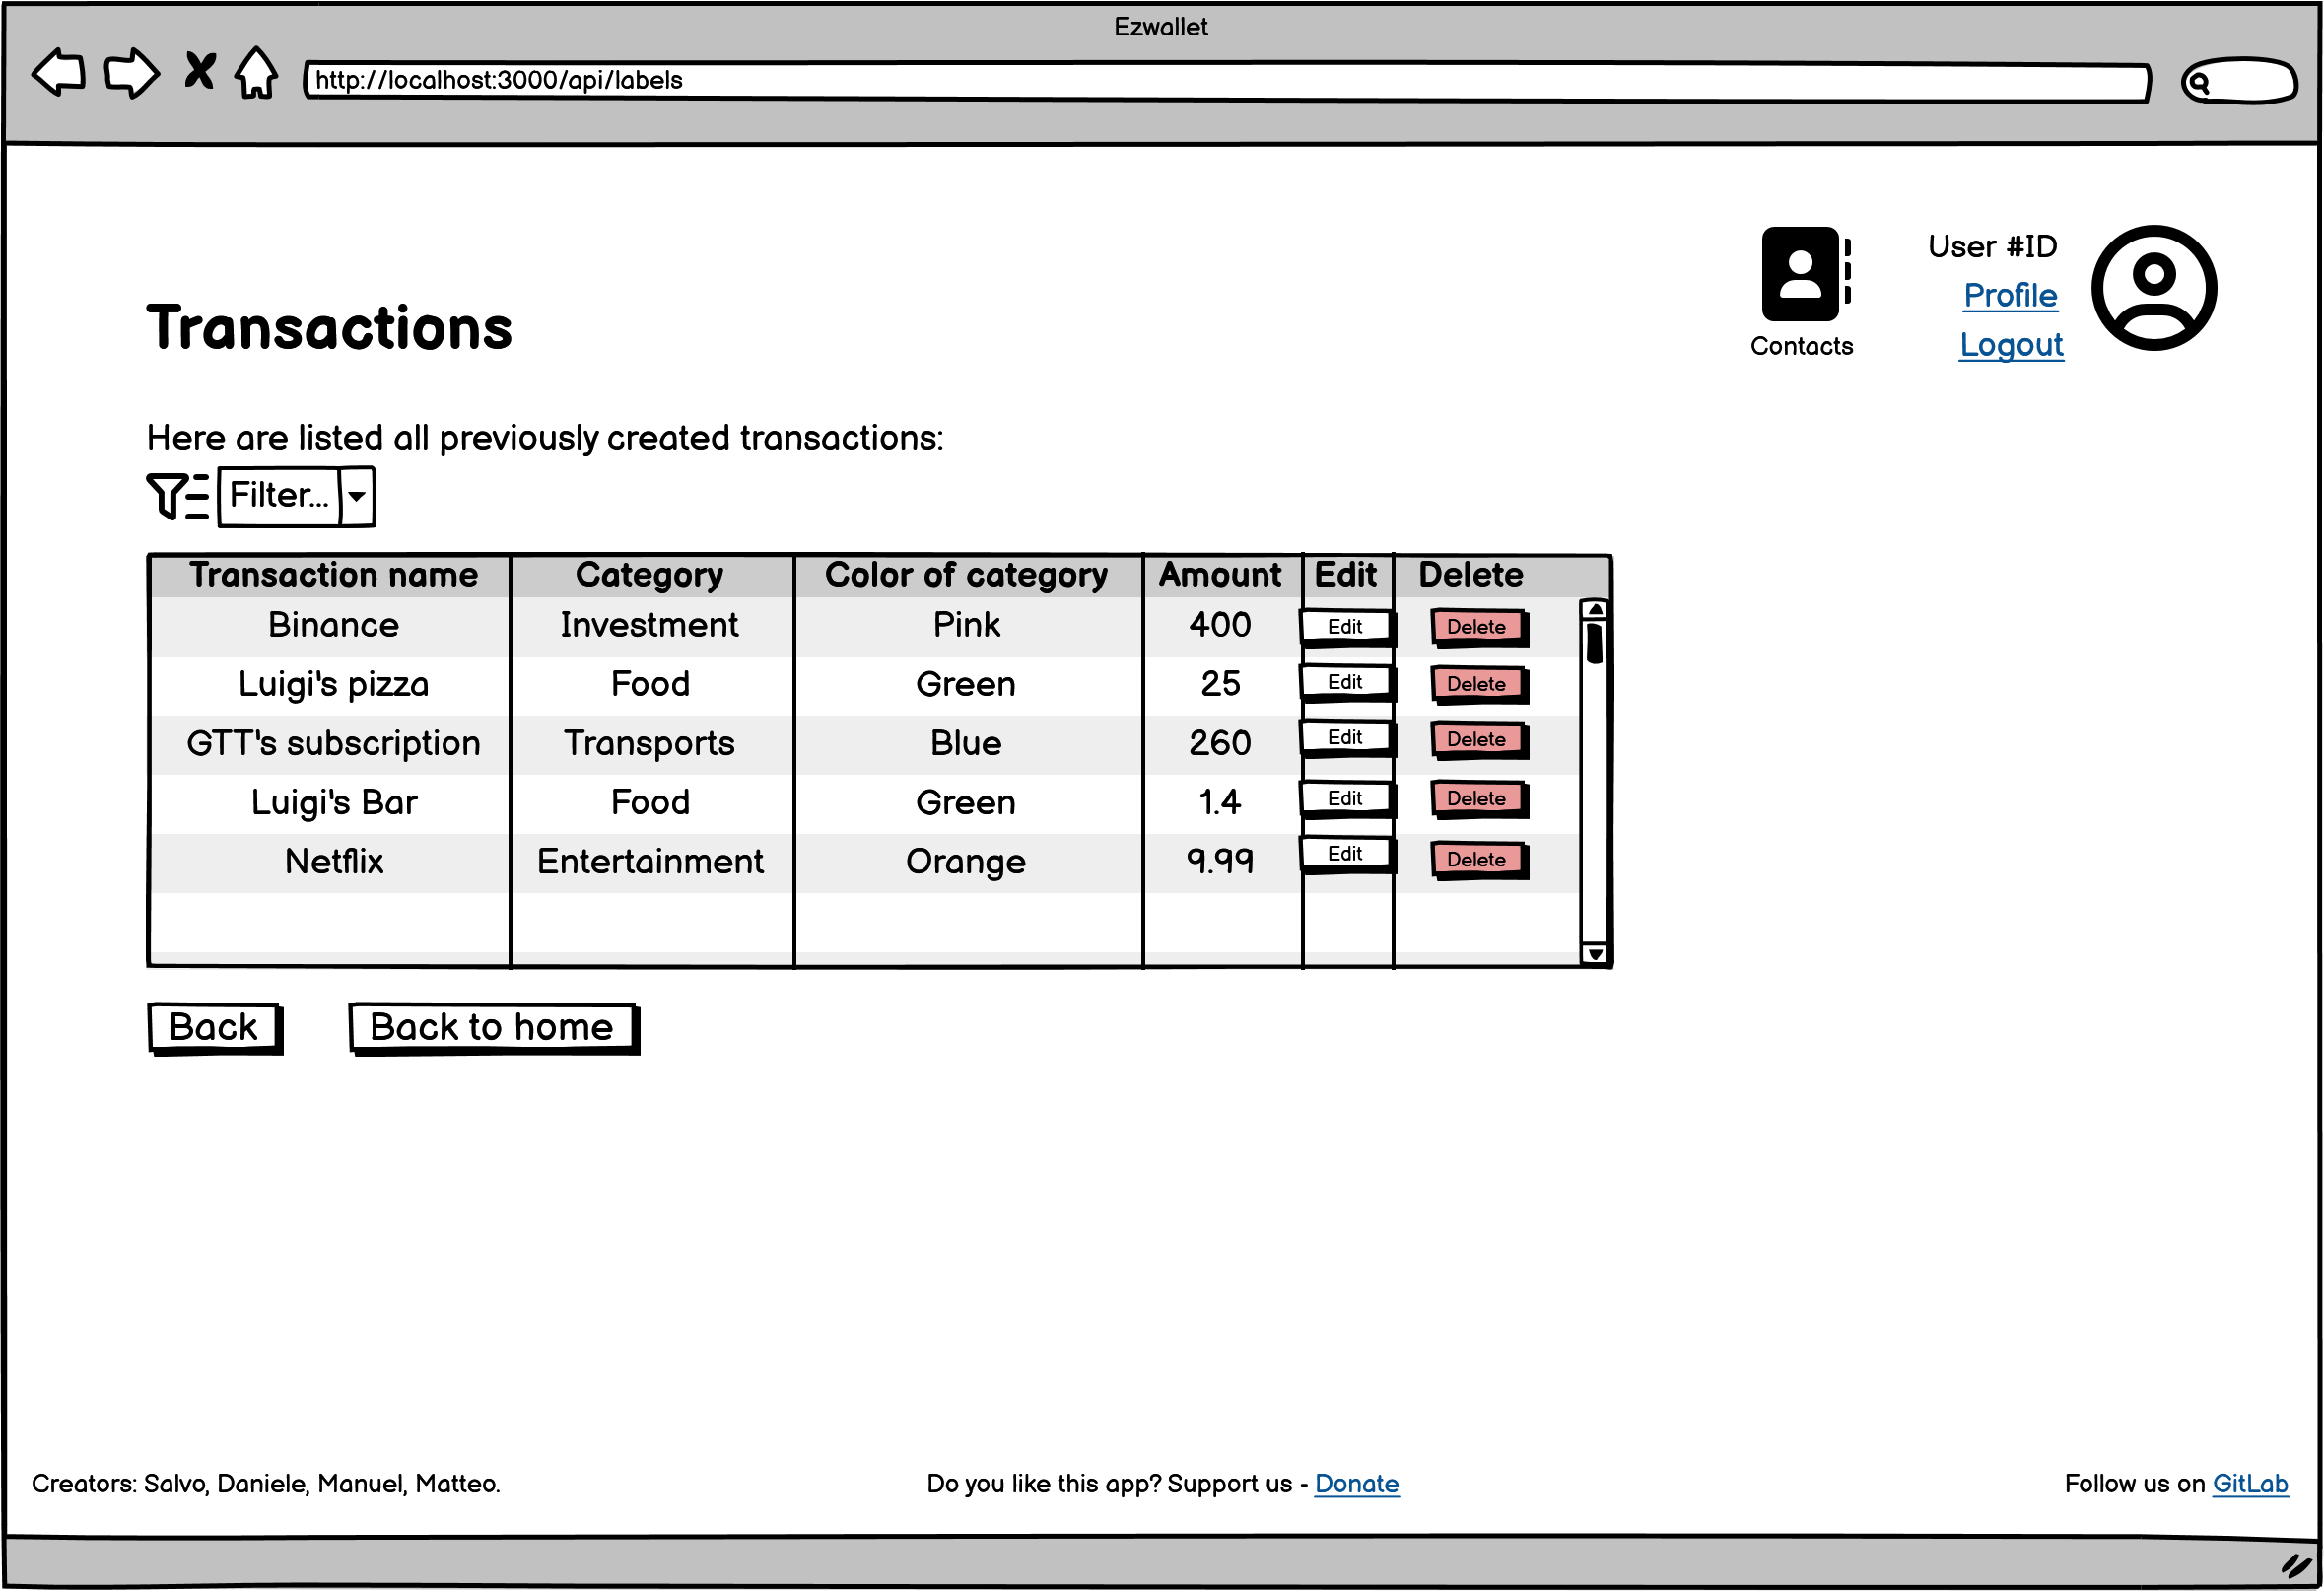 Ezwallet
http://localhost:3000/api/labels
User #ID
Profile
Logout
Contacts
Transactions
Here are listed all previously created transactions:
Filter...
Transaction name Category Color of category Amount Edit Delete
Binance Investment Pink 400 Edit Delete
Luigi's pizza Food Green 25 Edit Delete
GTT's subscription Transports Blue 260 Edit Delete
Luigi's Bar Food Green 1.4 Edit Delete
Netflix Entertainment Orange 9.99 Edit Delete
Back Back to home
Creators: Salvo, Daniele, Manuel, Matteo. Do you like this app? Support us - Donate Follow us on GitLab